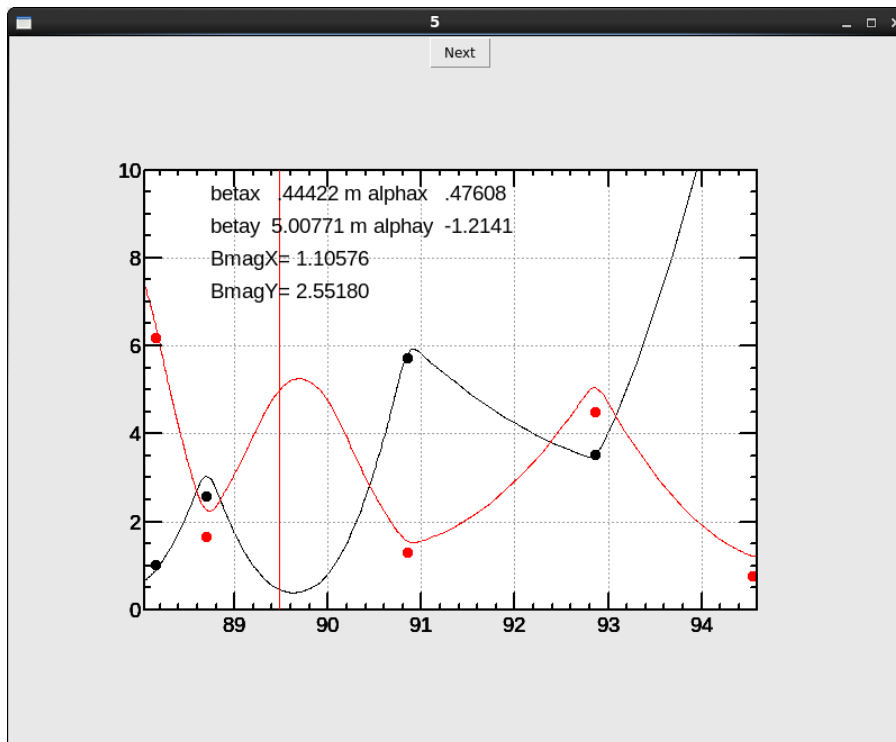 5
Next
10
betax .44422 m alphax .47608
betay 5.00771 m alphay -1.2141
8
BmagX= 1.10576
BmagY= 2.55180
6
4
2
0
89 90 91 92 93 94